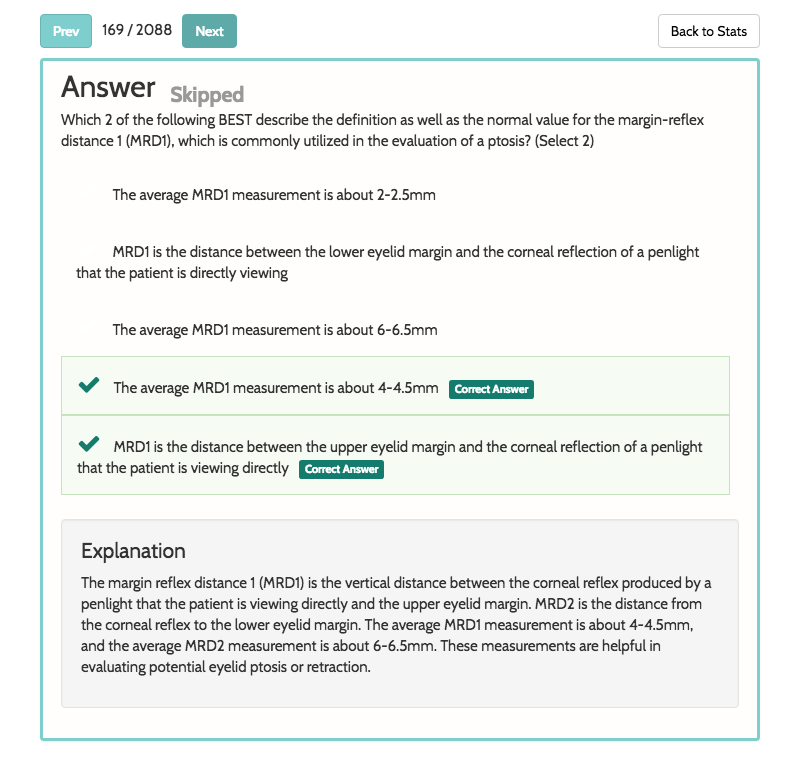 Prev 169 / 2088 Next Back to Stats
Answer Skipped
Which 2 of the following BEST describe the definition as well as the normal value for the margin-reflex
distance 1 (MRD1), which is commonly utilized in the evaluation of a ptosis? (Select 2)
The average MRD1 measurement is about 2-2.5mm
MRD1 is the distance between the lower eyelid margin and the corneal reflection of a penlight
that the patient is directly viewing
The average MRD1 measurement is about 6-6.5mm
The average MRD1 measurement is about 4-4.5mm Correct Answer
MRD1 is the distance between the upper eyelid margin and the corneal reflection of a penlight
that the patient is viewing directly Correct Answer
Explanation
The margin reflex distance 1 (MRD1) is the vertical distance between the corneal reflex produced by a
penlight that the patient is viewing directly and the upper eyelid margin. MRD2 is the distance from
the corneal reflex to the lower eyelid margin. The average MRD1 measurement is about 4-4.5mm,
and the average MRD2 measurement is about 6-6.5mm. These measurements are helpful in
evaluating potential eyelid ptosis or retraction.